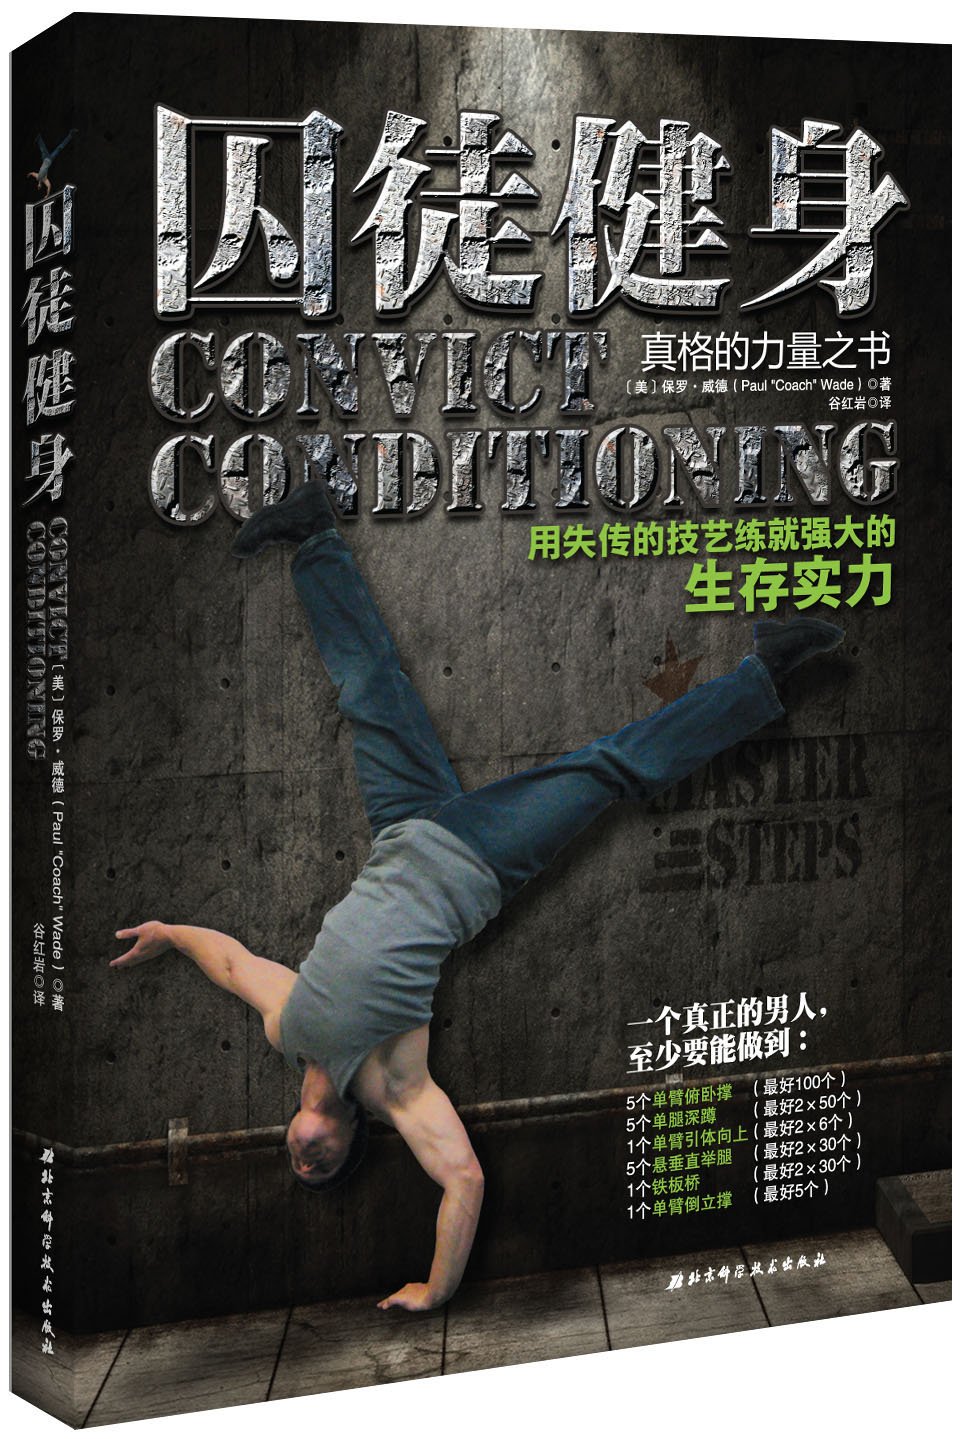 囚徒健身
CONVICT
CONDITIONING
真格的力量之书
〔美〕保罗·威德（Paul "Coach" Wade）◎著
谷红岩◎译
用失传的技艺练就强大的
生存实力
MASTER
STEPS
一个真正的男人，
至少要能做到：
5个单臂俯卧撑（最好100个）
5个单腿深蹲（最好2×50个）
1个单臂引体向上（最好2×6个）
5个悬垂直举腿（最好2×30个）
1个铁板桥（最好2×30个）
1个单臂倒立撑（最好5个）
北京科学技术出版社
囚徒健身
CONVICT
CONDITIONING
〔美〕保罗·威德（Paul "Coach" Wade）◎著
谷红岩◎译
北京科学技术出版社